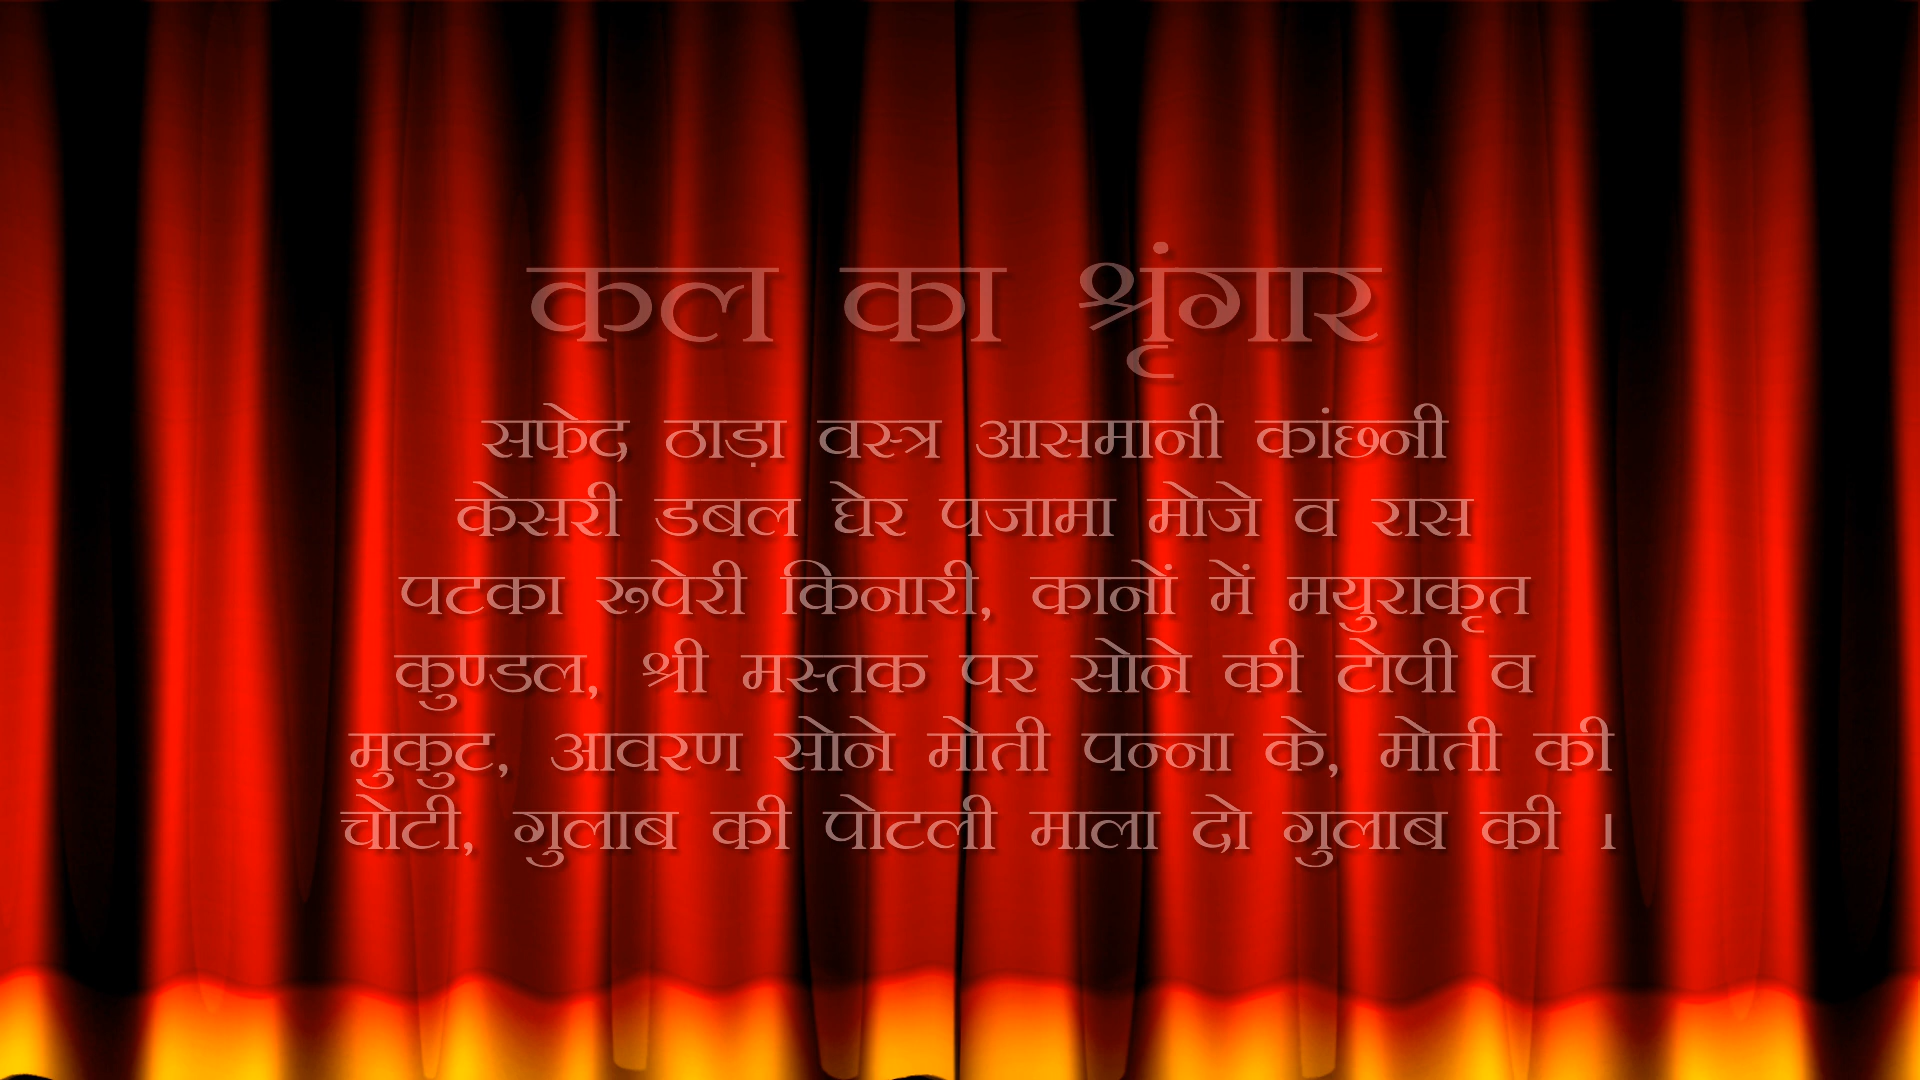 कल का श्रृंगार
सफेद ठाड़ा वस्त्र आसमानी कांछनी
केसरी डबल घेर पजामा मोजे व रास
पटका रुपेरी किनारी, कानों में मयुराकृत
कुण्डल, श्री मस्तक पर सोने की टोपी व
मुकुट, आवरण सोने मोती पन्ना के, मोती की
चोटी, गुलाब की पोटली माला दो गुलाब की ।